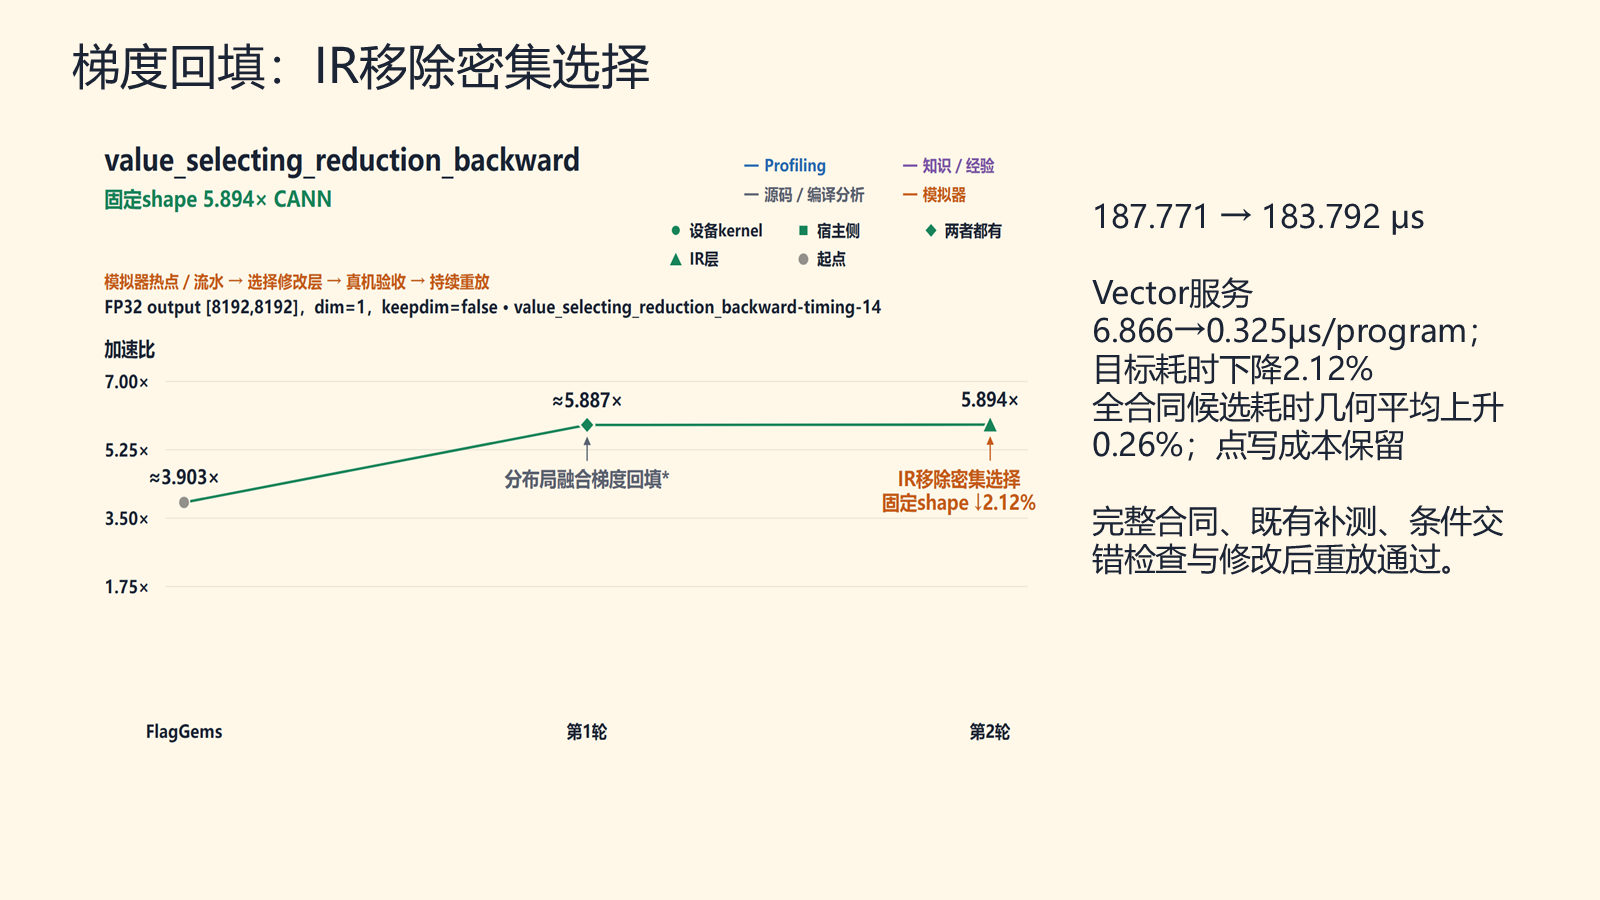 梯度回填：IR移除密集选择
value_selecting_reduction_backward
固定shape 5.894× CANN
Profiling
知识 / 经验
源码 / 编译分析
模拟器
设备kernel
宿主侧
两者都有
IR层
起点
模拟器热点 / 流水 → 选择修改层 → 真机验收 → 持续重放
FP32 output [8192,8192]，dim=1，keepdim=false • value_selecting_reduction_backward-timing-14
加速比
7.00×
5.25×
3.50×
1.75×
≈3.903×
≈5.887×
5.894×
分布局融合梯度回填*
IR移除密集选择
固定shape ↓2.12%
FlagGems
第1轮
第2轮
187.771 → 183.792 µs
Vector服务
6.866→0.325µs/program；
目标耗时下降2.12%
全合同候选耗时几何平均上升
0.26%；点写成本保留
完整合同、既有补测、条件交
错检查与修改后重放通过。